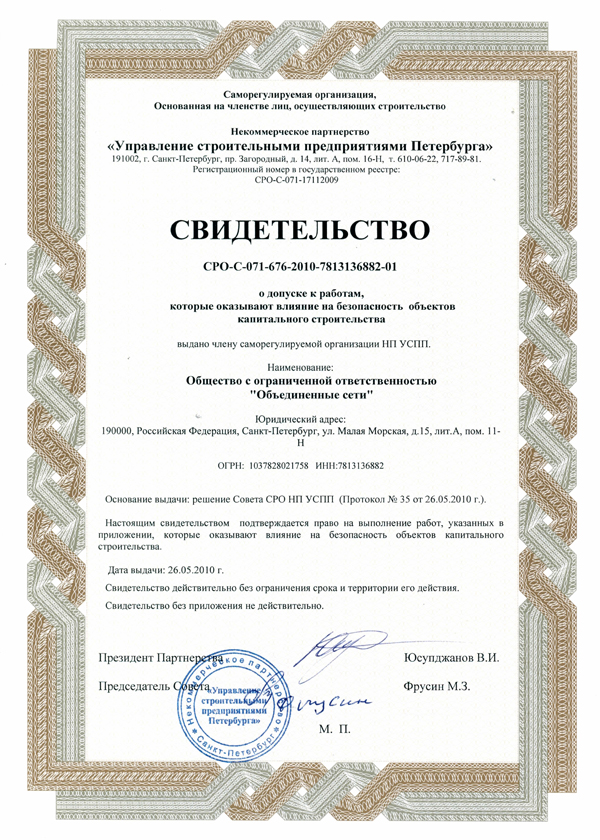 Саморегулируемая организация,
Основанная на членстве лиц, осуществляющих строительство
Некоммерческое партнерство
«Управление строительными предприятиями Петербурга»
191002, г. Санкт-Петербург, пр. Загородный, д. 14, лит. А, пом. 16-Н, т. 610-06-22, 717-89-81.
Регистрационный номер в государственном реестре:
СРО-С-071-17112009
СВИДЕТЕЛЬСТВО
СРО-С-071-676-2010-7813136882-01
о допуске к работам,
которые оказывают влияние на безопасность объектов
капитального строительства
выдано члену саморегулируемой организации НП УСПП.
Наименование:
Общество с ограниченной ответственностью
"Объединенные сети"
Юридический адрес:
190000, Российская Федерация, Санкт-Петербург, ул. Малая Морская, д.15, лит.А, пом. 11-
Н
ОГРН: 1037828021758 ИНН:7813136882
Основание выдачи: решение Совета СРО НП УСПП (Протокол № 35 от 26.05.2010 г.).
Настоящим свидетельством подтверждается право на выполнение работ, указанных в
приложении, которые оказывают влияние на безопасность объектов капитального
строительства.
Дата выдачи: 26.05.2010 г.
Свидетельство действительно без ограничения срока и территории его действия.
Свидетельство без приложения не действительно.
Президент Партнерства Юсупджанов В.И.
Председатель Совета Фрусин М.З.
М. П.
Некоммерческое партнерство
«Управление
строительными
предприятиями
Петербурга»
* Санкт-Петербург *